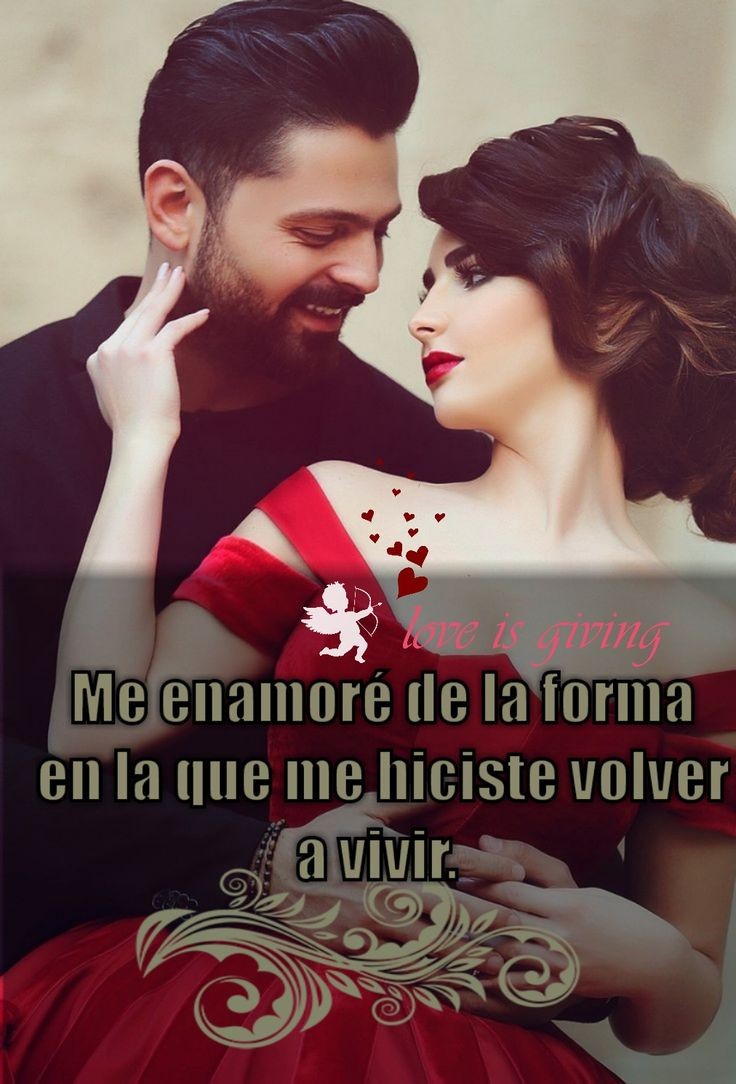 love is giving
Me enamoré de la forma
en la que me hiciste volver
a vivir.